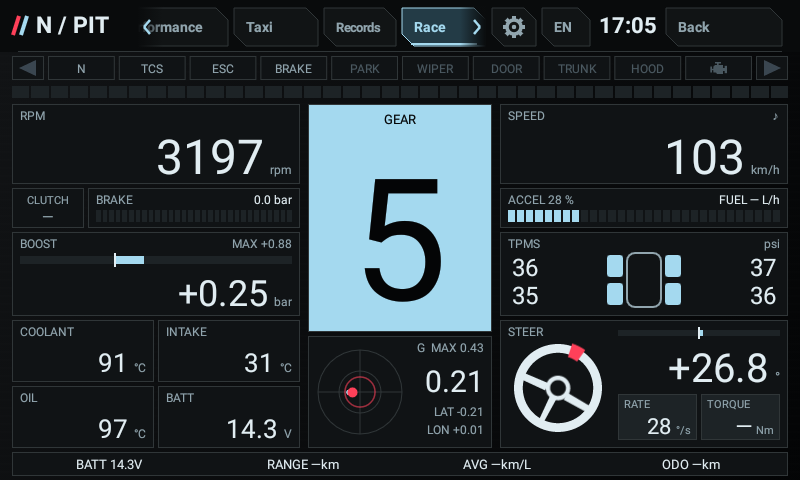 N / PIT
ormance
Taxi
Records
Race
EN
17:05
Back
N
TCS
ESC
BRAKE
PARK
WIPER
DOOR
TRUNK
HOOD
RPM
3197 rpm
GEAR
5
SPEED
♪
103 km/h
CLUTCH
—
BRAKE 0.0 bar
ACCEL 28 % FUEL — L/h
BOOST MAX +0.88
+0.25 bar
TPMS psi
36 37
35 36
COOLANT
91 °C
INTAKE
31 °C
OIL
97 °C
BATT
14.3 V
G MAX 0.43
0.21
LAT -0.21
LON +0.01
STEER
+26.8 °
RATE
28 °/s
TORQUE
— Nm
BATT 14.3V
RANGE —km
AVG —km/L
ODO —km